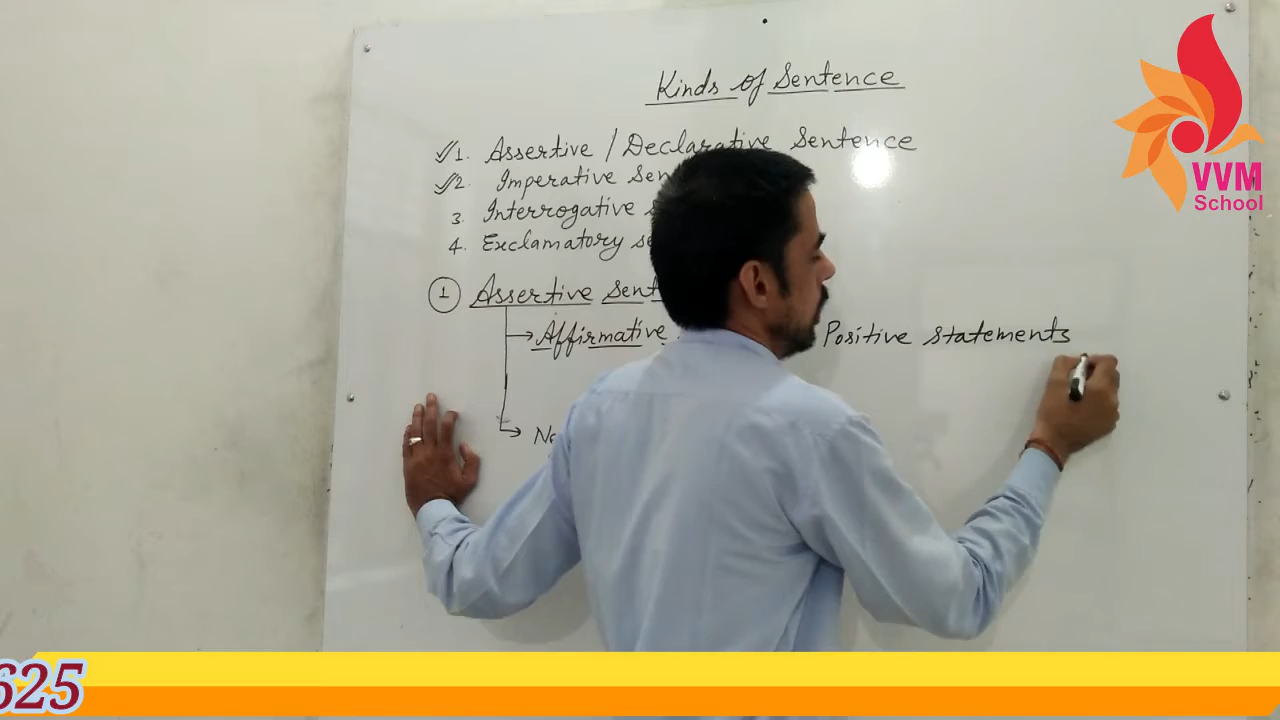 Kinds of Sentence
1. Assertive / Declarative Sentence
2. Imperative Sen
3. Interrogative
4. Exclamatory se
1 Assertive Sent
Affirmative Positive statements
Ne
VVM
School
625